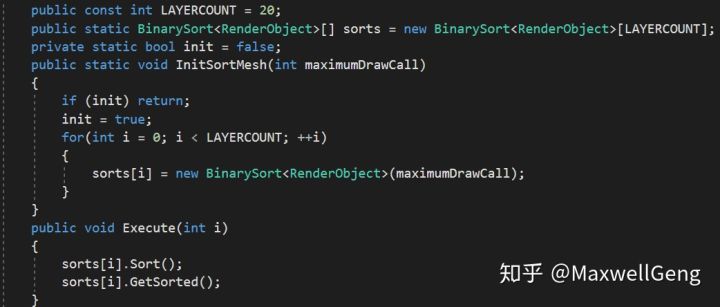 public const int LAYERCOUNT = 20;
public static BinarySort<RenderObject>[] sorts = new BinarySort<RenderObject>[LAYERCOUNT];
private static bool init = false;
public static void InitSortMesh(int maximumDrawCall)
{
if (init) return;
init = true;
for(int i = 0; i < LAYERCOUNT; ++i)
{
sorts[i] = new BinarySort<RenderObject>(maximumDrawCall);
}
}
public void Execute(int i)
{
sorts[i].Sort();
sorts[i].GetSorted();
}
知乎 @MaxwellGeng